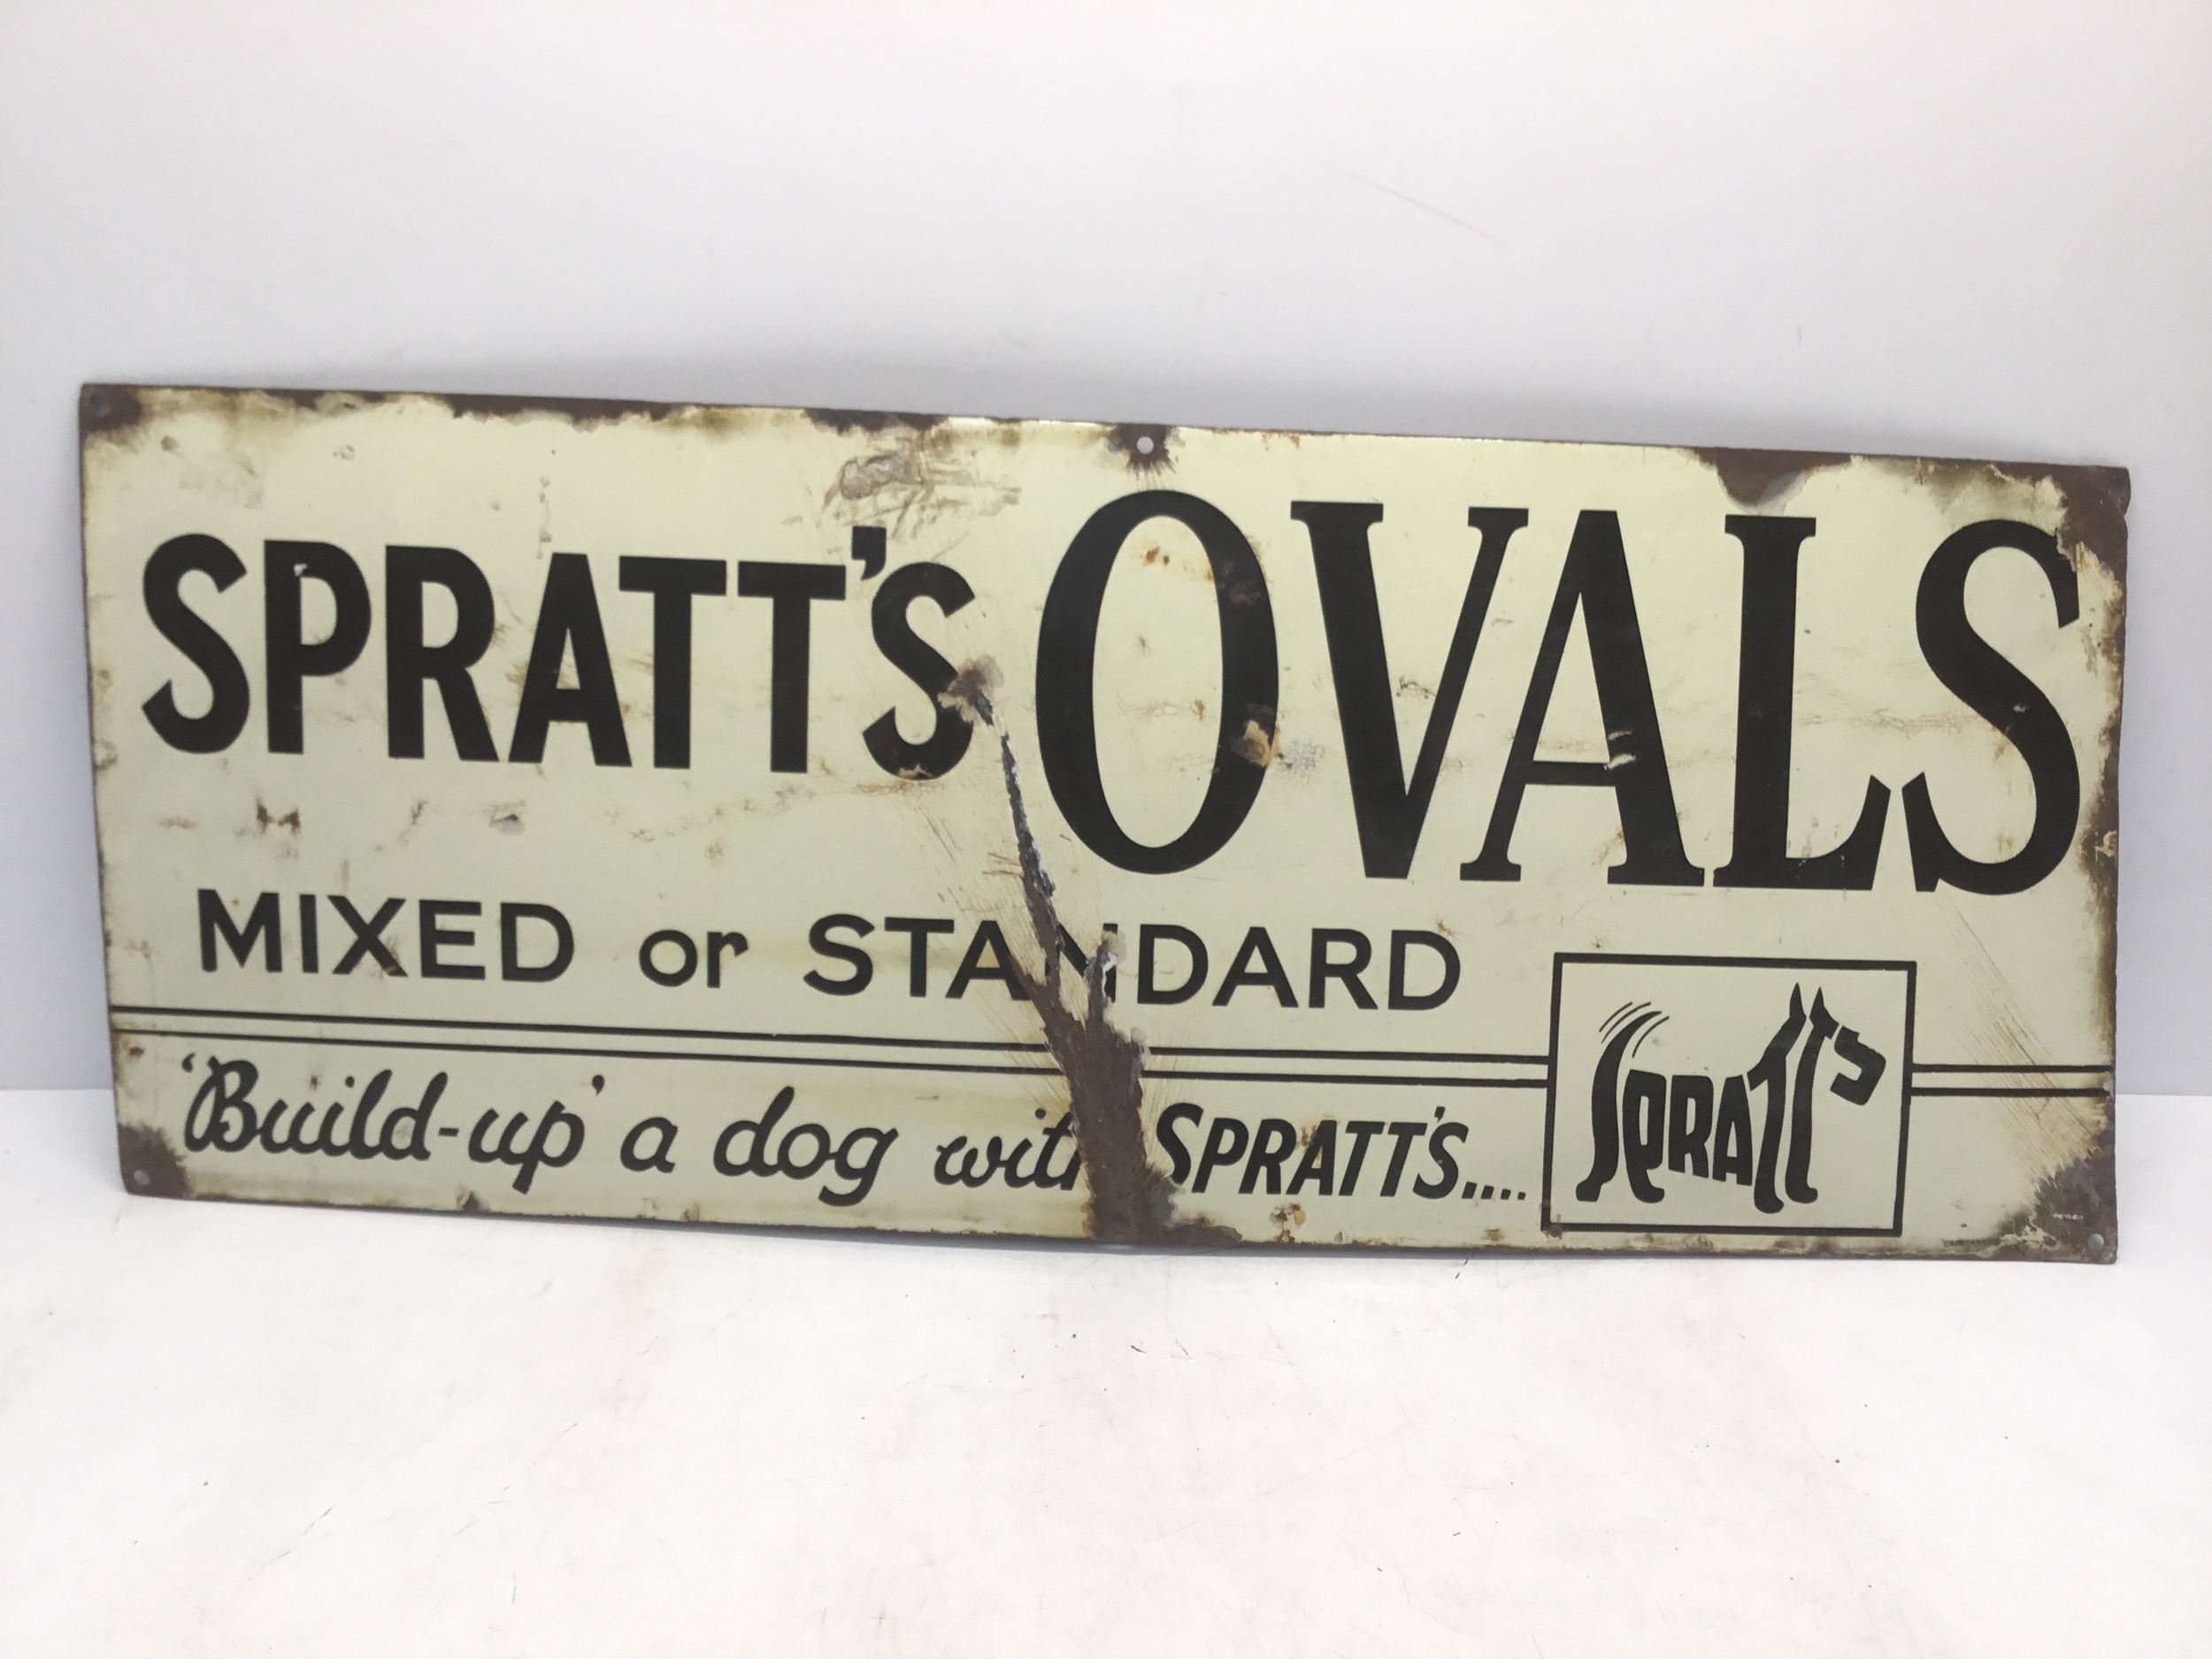 SPRATT'S OVALS
MIXED or STANDARD
'Build-up' a dog with SPRATT'S....
SPRATT'S